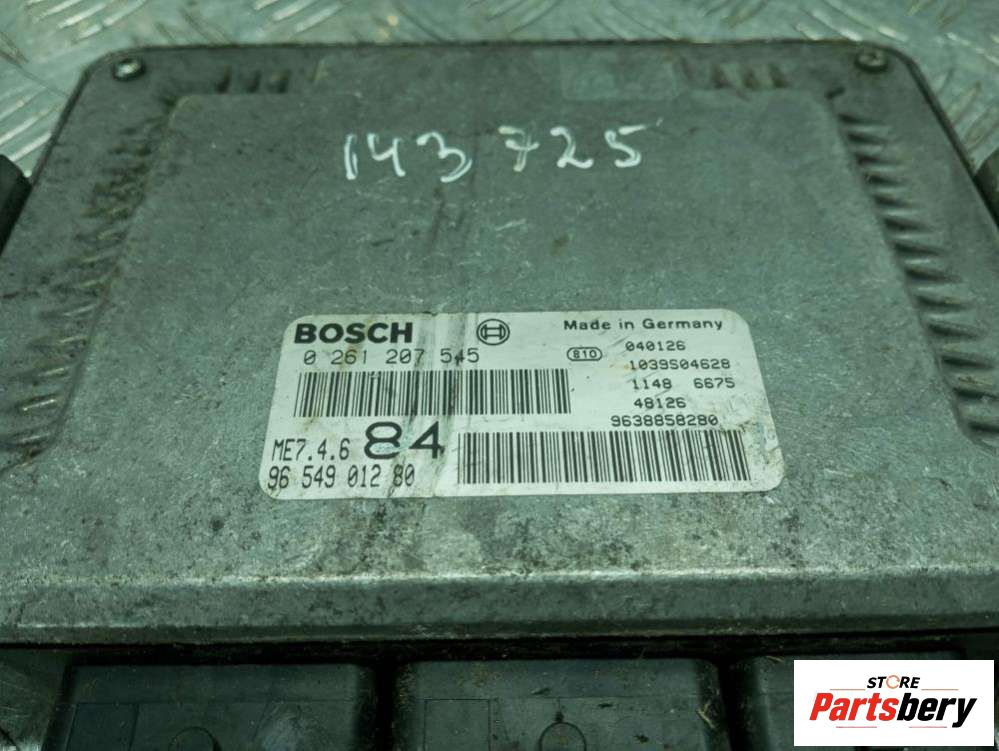 143 725
BOSCH Made in Germany
0 261 207 545 810 040126
1039S04628
1148 6675
48126
9638858280
ME7.4.6 84
96 549 012 80
STORE
Partsbery